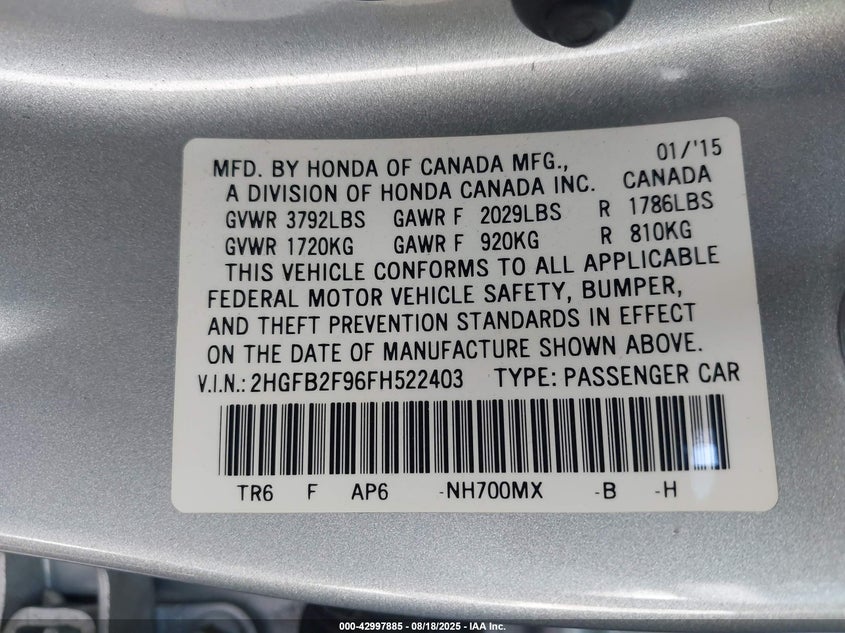 MFD. BY HONDA OF CANADA MFG., 01/'15
A DIVISION OF HONDA CANADA INC. CANADA
GVWR 3792LBS GAWR F 2029LBS R 1786LBS
GVWR 1720KG GAWR F 920KG R 810KG
THIS VEHICLE CONFORMS TO ALL APPLICABLE
FEDERAL MOTOR VEHICLE SAFETY, BUMPER,
AND THEFT PREVENTION STANDARDS IN EFFECT
ON THE DATE OF MANUFACTURE SHOWN ABOVE.
V.I.N.: 2HGFB2F96FH522403 TYPE: PASSENGER CAR
TR6 F AP6 -NH700MX -B -H
000-42997885 - 08/18/2025 - IAA Inc.